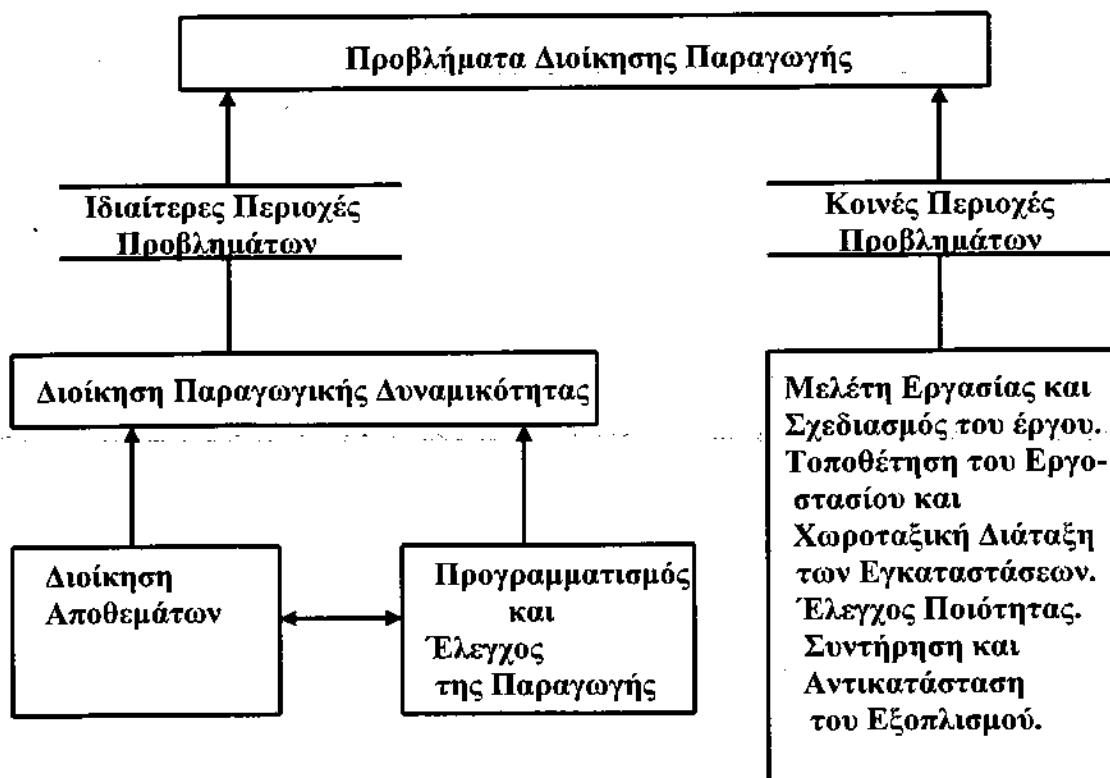 Προβλήματα Διοίκησης Παραγωγής
Ιδιαίτερες Περιοχές
Προβλημάτων
Κοινές Περιοχές
Προβλημάτων
Διοίκηση Παραγωγικής Δυναμικότητας
Διοίκηση
Αποθεμάτων
Προγραμματισμός
και
Έλεγχος
της Παραγωγής
Μελέτη Εργασίας και
Σχεδιασμός του έργου.
Τοποθέτηση του Εργο-
στασίου και
Χωροταξική Διάταξη
των Εγκαταστάσεων.
Έλεγχος Ποιότητας.
Συντήρηση και
Αντικατάσταση
του Εξοπλισμού.